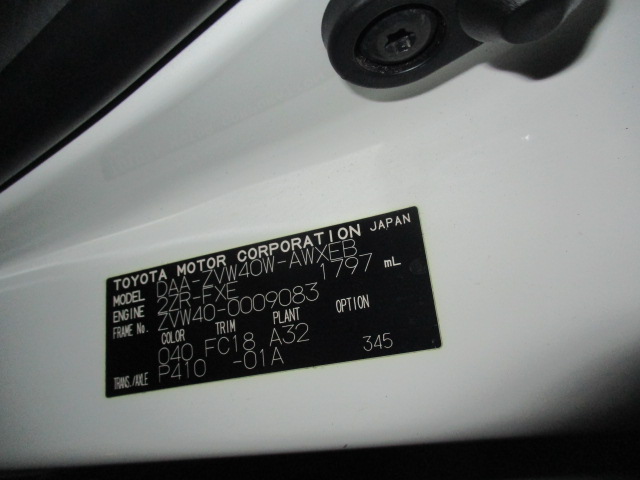 TOYOTA MOTOR CORPORATION JAPAN
MODEL DAA-ZVW40W-AWXEB
ENGINE 2ZR-FXE 1797 mL
FRAME No. ZVW40-0009083
COLOR TRIM PLANT OPTION
040 FC18 A32
TRANS./AXLE P410 -01A 345